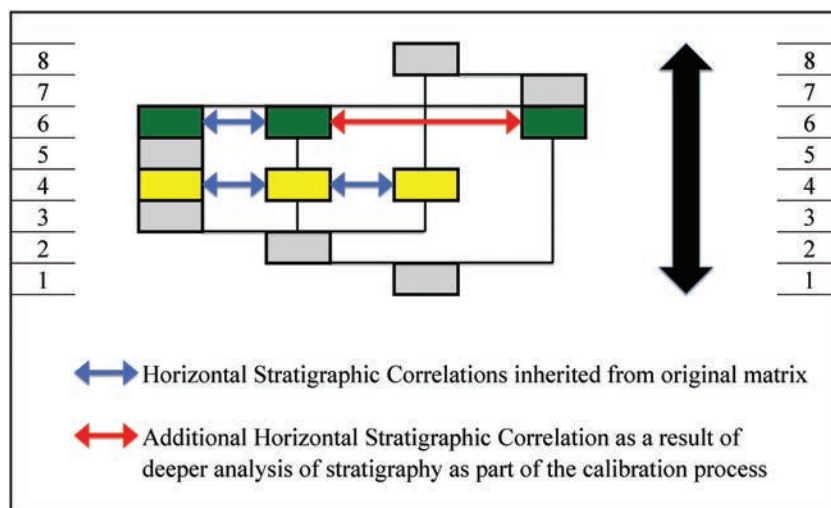 8 8
7 7
6 6
5 5
4 4
3 3
2 2
1 1
Horizontal Stratigraphic Correlations inherited from original matrix
Additional Horizontal Stratigraphic Correlation as a result of
deeper analysis of stratigraphy as part of the calibration process